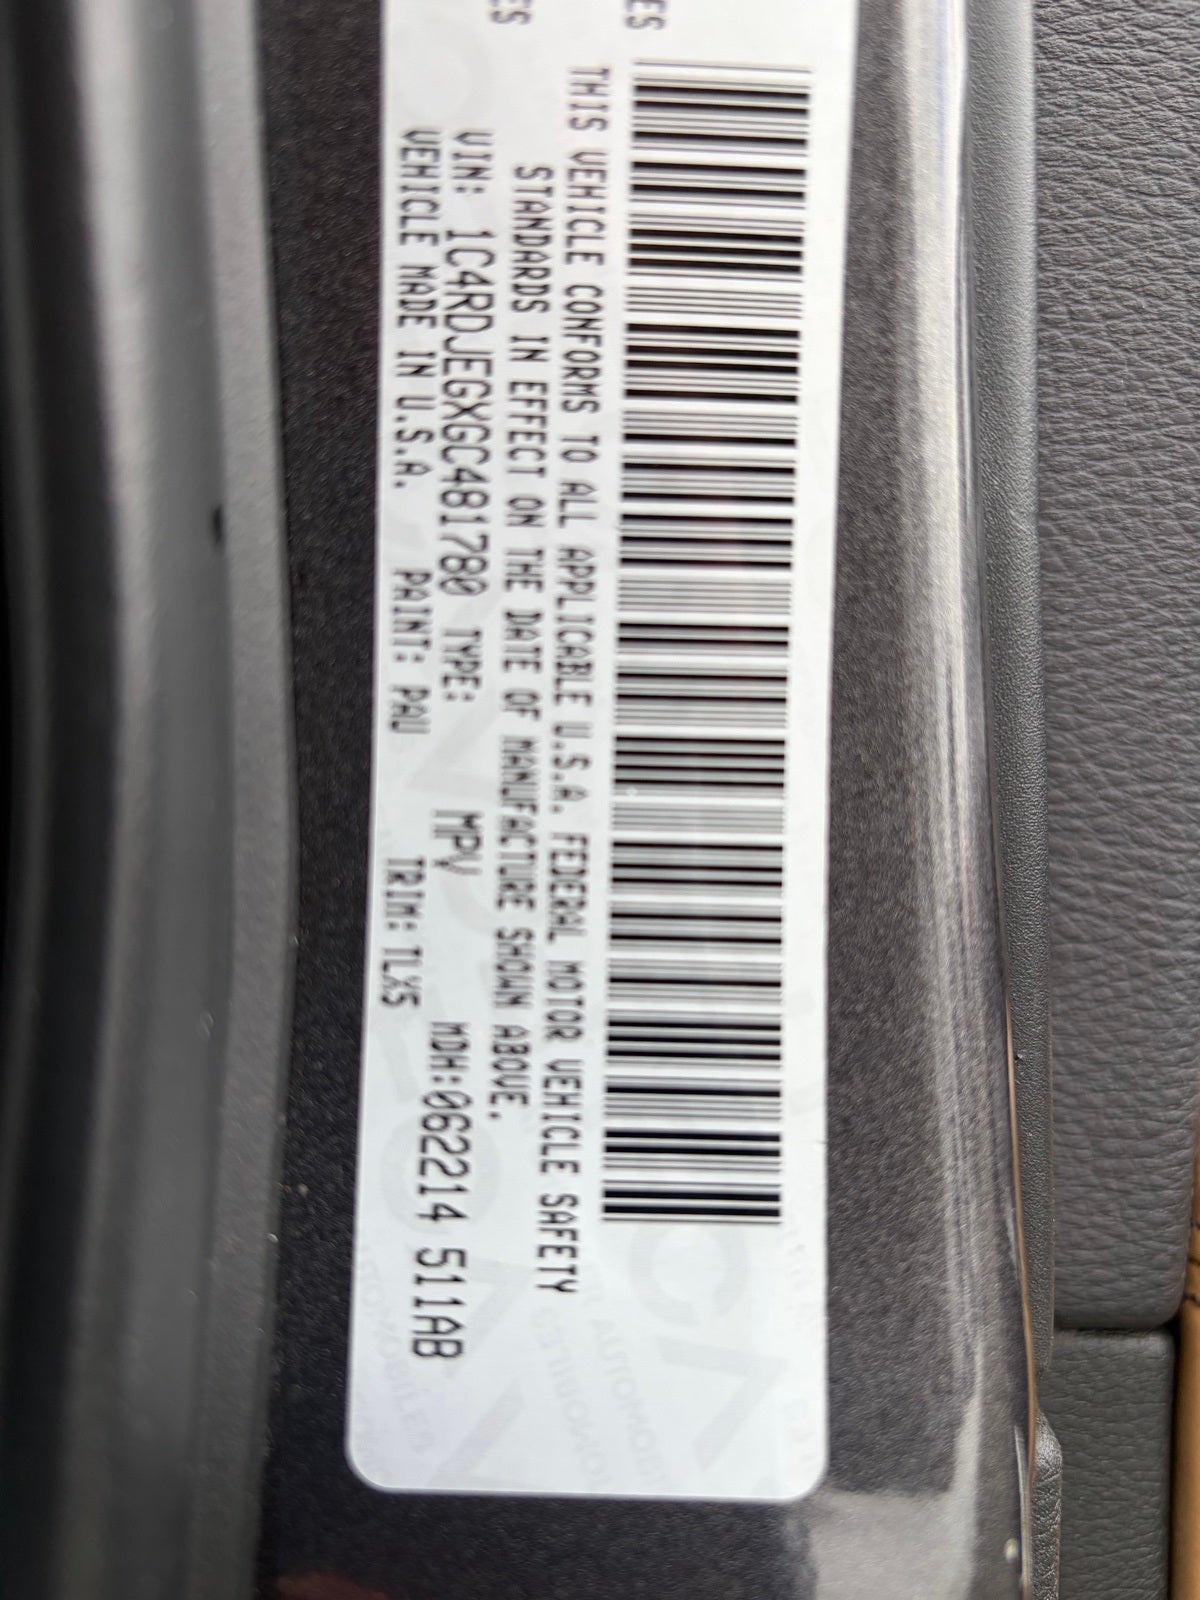 THIS VEHICLE CONFORMS TO ALL APPLICABLE U.S.A. FEDERAL MOTOR VEHICLE SAFETY
STANDARDS IN EFFECT ON THE DATE OF MANUFACTURE SHOWN ABOVE.
VIN: 1C4RDJEGXGC481780 TYPE: MPV MDH:062214 511AB
VEHICLE MADE IN U.S.A. PAINT: PAU TRIM: TLX5